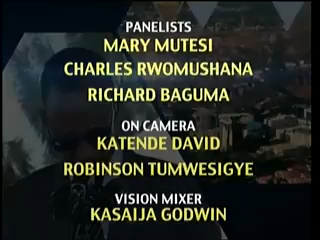 PANELISTS
MARY MUTESI
CHARLES RWOMUSHANA
RICHARD BAGUMA
ON CAMERA
KATENDE DAVID
ROBINSON TUMWESIGYE
VISION MIXER
KASAIJA GODWIN